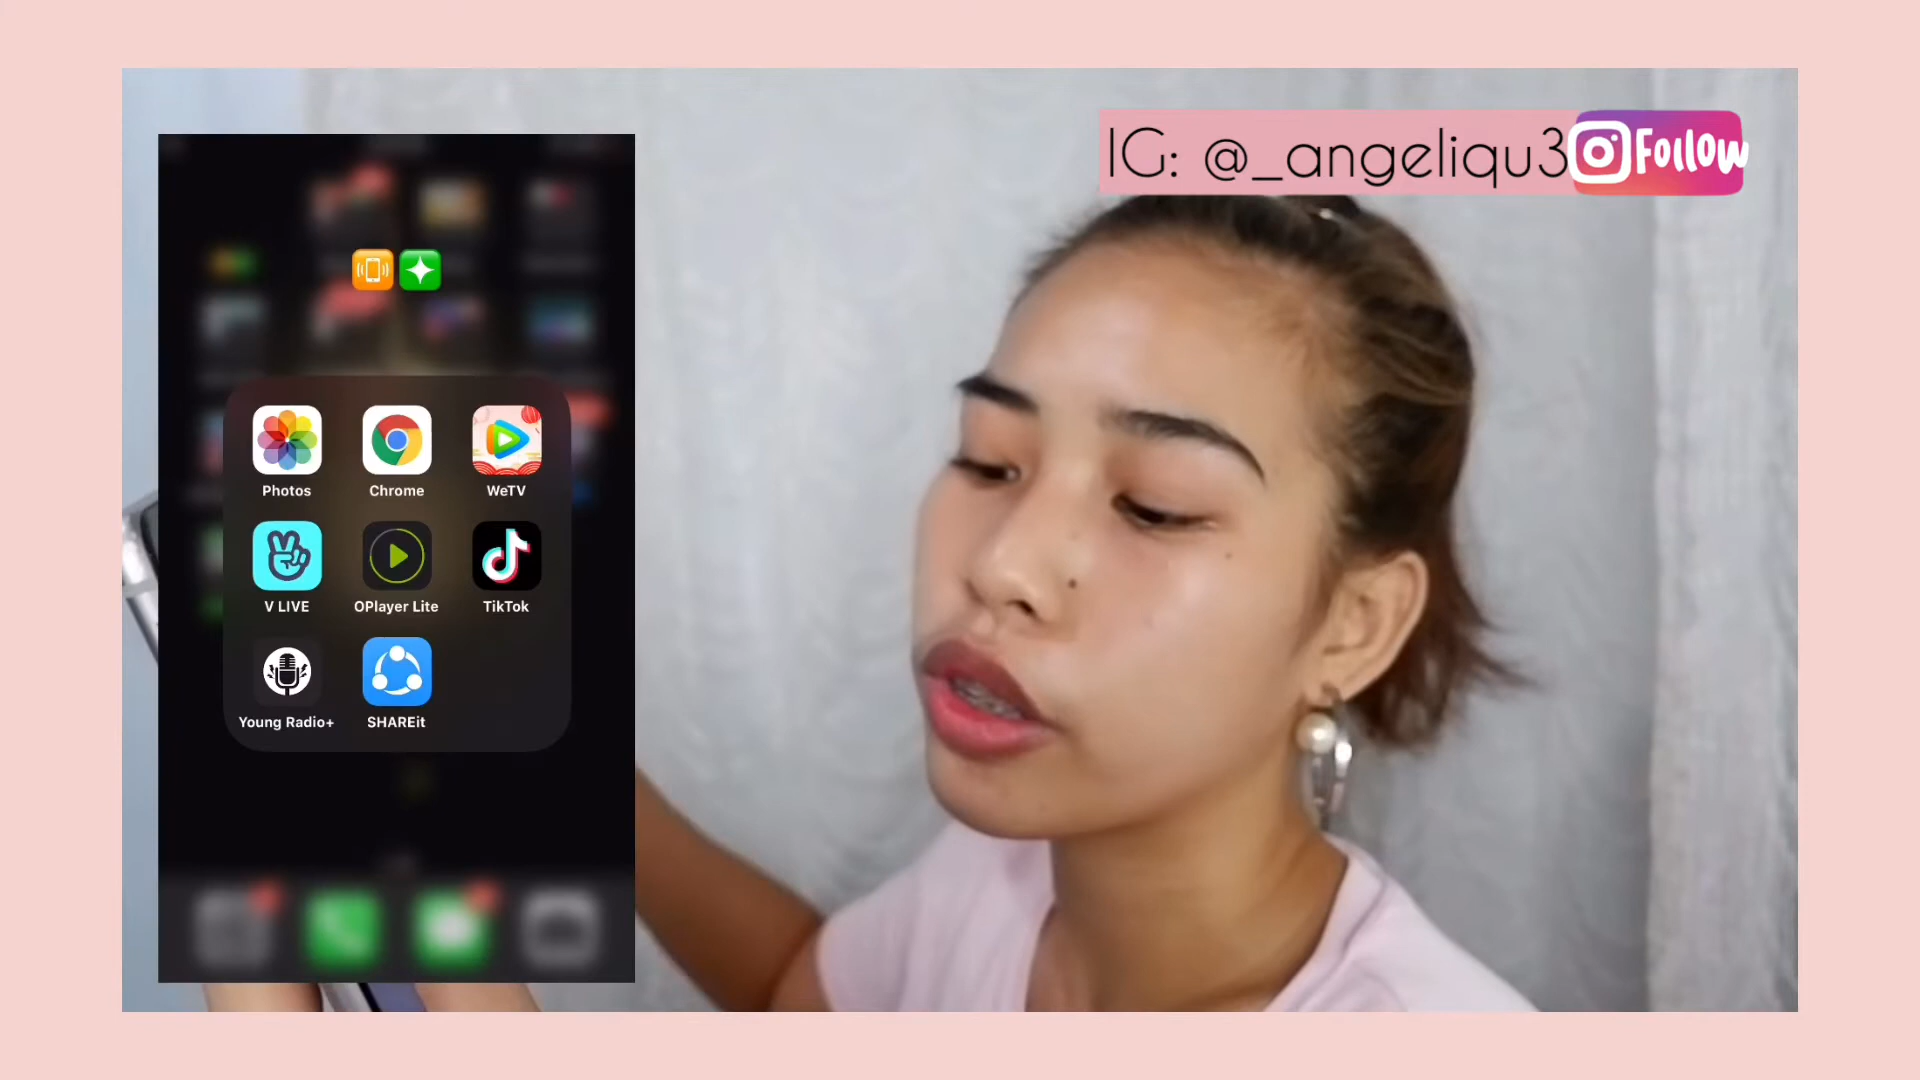 IG: @_angeliqu3
Follow
Photos
Chrome
WeTV
V LIVE
OPlayer Lite
TikTok
Young Radio+
SHAREit